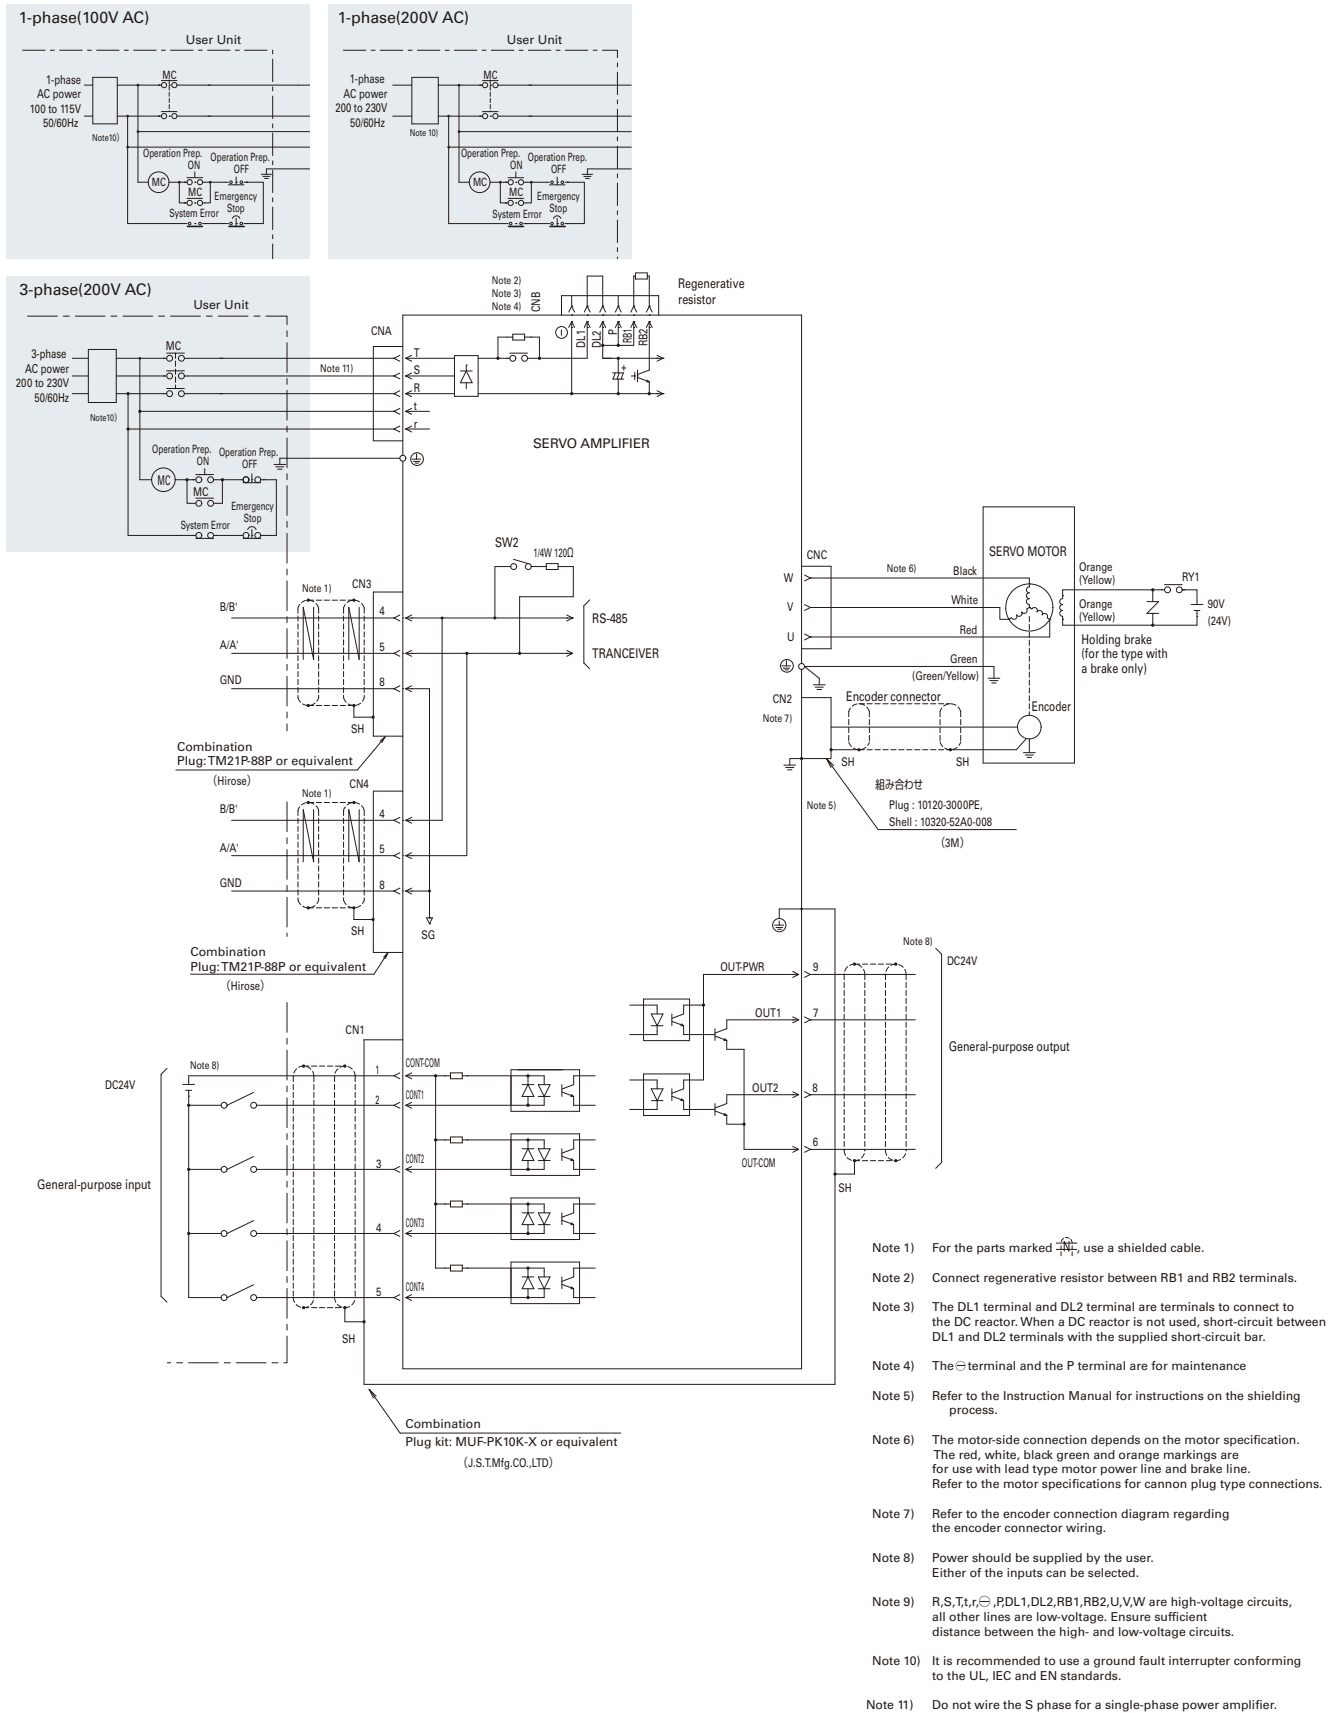 1-phase(100V AC)
User Unit
1-phase
AC power
100 to 115V
50/60Hz
Note10)
MC
Operation Prep.
ON
Operation Prep.
OFF
MC
MC
Emergency
Stop
System Error
1-phase(200V AC)
User Unit
1-phase
AC power
200 to 230V
50/60Hz
Note 10)
MC
Operation Prep.
ON
Operation Prep.
OFF
MC
MC
Emergency
Stop
System Error
3-phase(200V AC)
User Unit
3-phase
AC power
200 to 230V
50/60Hz
Note10)
MC
Note 11)
Operation Prep.
ON
Operation Prep.
OFF
MC
MC
Emergency
Stop
System Error
Note 2)
Note 3)
Note 4)
CNB
Regenerative
resistor
DL1
DL2
P
RB1
RB2
CNA
T
S
R
t
r
+
SERVO AMPLIFIER
SW2
1/4W 120Ω
RS-485
TRANCEIVER
Note 1)
CN3
B/B'
4
A/A'
5
GND
8
SH
Combination
Plug:TM21P-88P or equivalent
(Hirose)
Note 1)
CN4
B/B'
4
A/A'
5
GND
8
SH
SG
Combination
Plug:TM21P-88P or equivalent
(Hirose)
CNC
W
V
U
Note 6)
Black
White
Red
Green
(Green/Yellow)
SERVO MOTOR
Orange
(Yellow)
Orange
(Yellow)
RY1
90V
(24V)
Holding brake
(for the type with
a brake only)
CN2
Note 7)
Encoder connector
Encoder
SH
SH
Note 5)
組み合わせ
Plug : 10120-3000PE,
Shell : 10320-52A0-008
(3M)
Note 8)
DC24V
OUT-PWR
9
OUT1
7
General-purpose output
OUT2
8
OUT-COM
6
SH
CN1
DC24V
Note 8)
1
CONT-COM
2
CONT1
3
CONT2
General-purpose input
4
CONT3
5
CONT4
SH
Combination
Plug kit: MUF-PK10K-X or equivalent
(J.S.T.Mfg.CO.,LTD)
Note 1) For the parts marked N, use a shielded cable.
Note 2) Connect regenerative resistor between RB1 and RB2 terminals.
Note 3) The DL1 terminal and DL2 terminal are terminals to connect to
the DC reactor. When a DC reactor is not used, short-circuit between
DL1 and DL2 terminals with the supplied short-circuit bar.
Note 4) The ⊖ terminal and the P terminal are for maintenance
Note 5) Refer to the Instruction Manual for instructions on the shielding
process.
Note 6) The motor-side connection depends on the motor specification.
The red, white, black green and orange markings are
for use with lead type motor power line and brake line.
Refer to the motor specifications for cannon plug type connections.
Note 7) Refer to the encoder connection diagram regarding
the encoder connector wiring.
Note 8) Power should be supplied by the user.
Either of the inputs can be selected.
Note 9) R,S,T,t,r,⊖ ,P,DL1,DL2,RB1,RB2,U,V,W are high-voltage circuits,
all other lines are low-voltage. Ensure sufficient
distance between the high- and low-voltage circuits.
Note 10) It is recommended to use a ground fault interrupter conforming
to the UL, IEC and EN standards.
Note 11) Do not wire the S phase for a single-phase power amplifier.